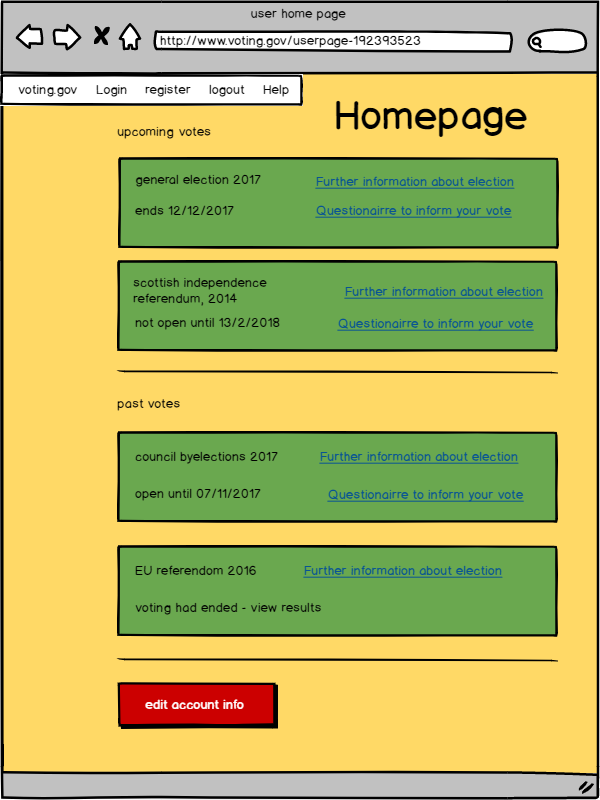 user home page
http://www.voting.gov/userpage-192393523
voting.gov Login register logout Help
Homepage
upcoming votes
general election 2017 Further information about election
ends 12/12/2017 Questionairre to inform your vote
scottish independence
referendum, 2014 Further information about election
not open until 13/2/2018 Questionairre to inform your vote
past votes
council byelections 2017 Further information about election
open until 07/11/2017 Questionairre to inform your vote
EU referendom 2016 Further information about election
voting had ended - view results
edit account info